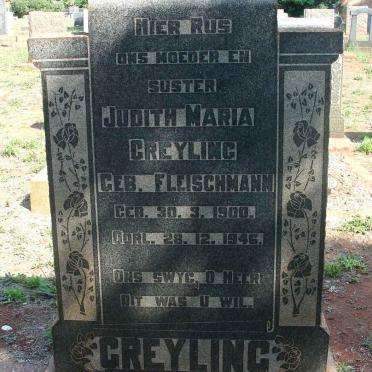 HIER RUS
ONS MOEDER EN
SUSTER
JUDITH MARIA
GREYLING
GEB. FLEISCHMANN
GEB. 30. 3. 1900.
OORL. 28. 12. 1946.
ONS SWYG, O HEER
DIT WAS U WIL.
GREYLING